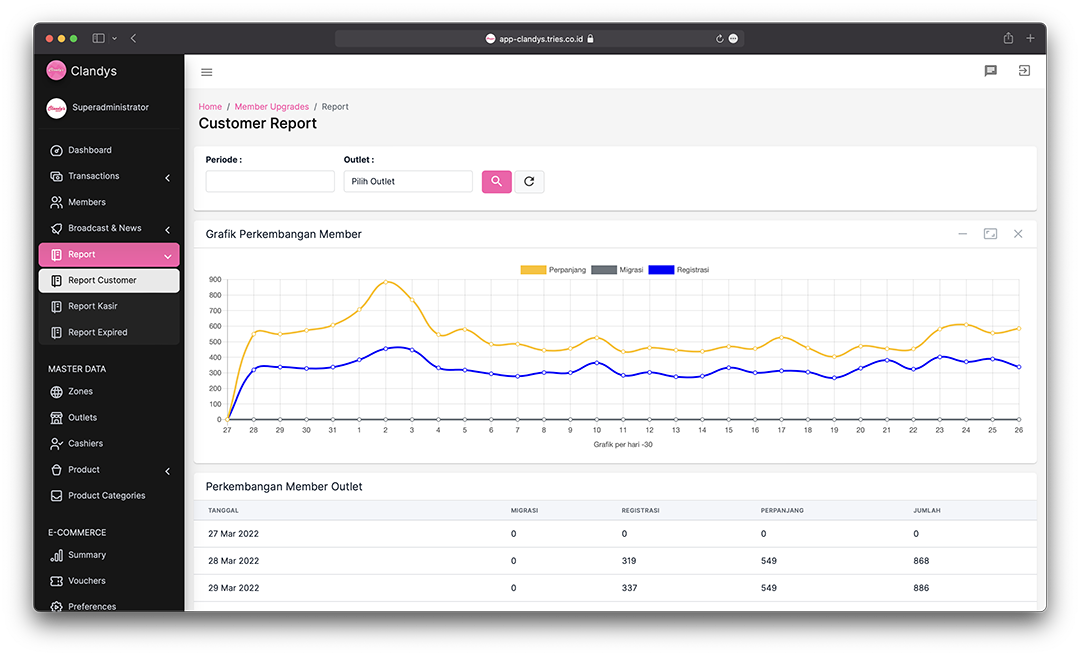 app-clandys.tries.co.id
Clandys
Superadministrator
Dashboard
Transactions
Members
Broadcast & News
Report
Report Customer
Report Kasir
Report Expired
MASTER DATA
Zones
Outlets
Cashiers
Product
Product Categories
E-COMMERCE
Summary
Vouchers
Preferences
Home / Member Upgrades / Report
Customer Report
Periode : Outlet :
Pilih Outlet
Grafik Perkembangan Member
Perpanjang Migrasi Registrasi
900
800
700
600
500
400
300
200
100
0
27 28 29 30 31 1 2 3 4 5 6 7 8 9 10 11 12 13 14 15 16 17 18 19 20 21 22 23 24 25 26
Grafik per hari -30
Perkembangan Member Outlet
TANGGAL MIGRASI REGISTRASI PERPANJANG JUMLAH
27 Mar 2022 0 0 0 0
28 Mar 2022 0 319 549 868
29 Mar 2022 0 337 549 886